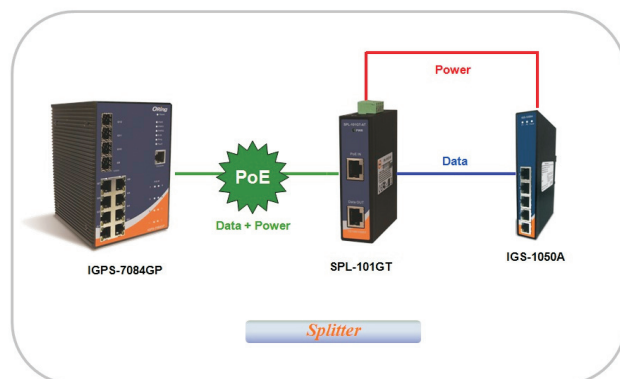 Power
PoE
Data
Data + Power
IGPS-7084GP
SPL-101GT
IGS-1050A
Splitter